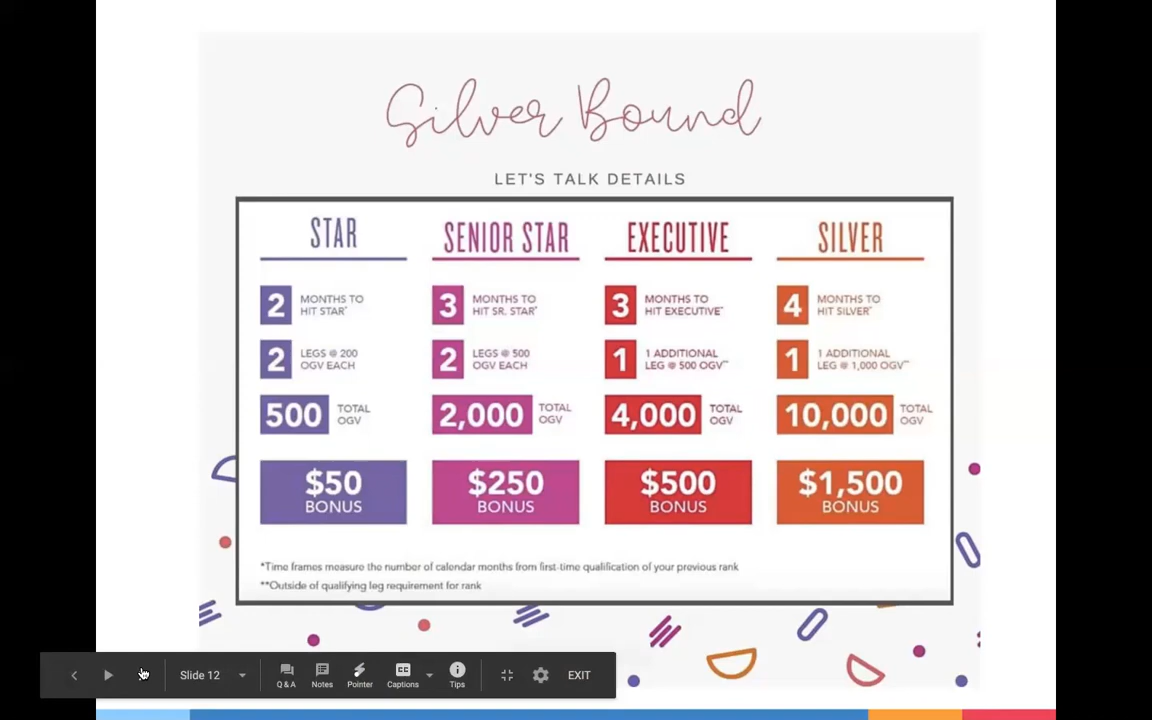 Silver Bound
LET'S TALK DETAILS
STAR
2 MONTHS TO
HIT STAR*
2 LEGS @ 200
OGV EACH
500 TOTAL
OGV
$50
BONUS
SENIOR STAR
3 MONTHS TO
HIT SR. STAR*
2 LEGS @ 500
OGV EACH
2,000 TOTAL
OGV
$250
BONUS
EXECUTIVE
3 MONTHS TO
HIT EXECUTIVE*
1 1 ADDITIONAL
LEG @ 500 OGV**
4,000 TOTAL
OGV
$500
BONUS
SILVER
4 MONTHS TO
HIT SILVER*
1 1 ADDITIONAL
LEG @ 1,000 OGV**
10,000 TOTAL
OGV
$1,500
BONUS
*Time frames measure the number of calendar months from first-time qualification of your previous rank
**Outside of qualifying leg requirement for rank
Slide 12 Q & A Notes Pointer CC Captions Tips EXIT